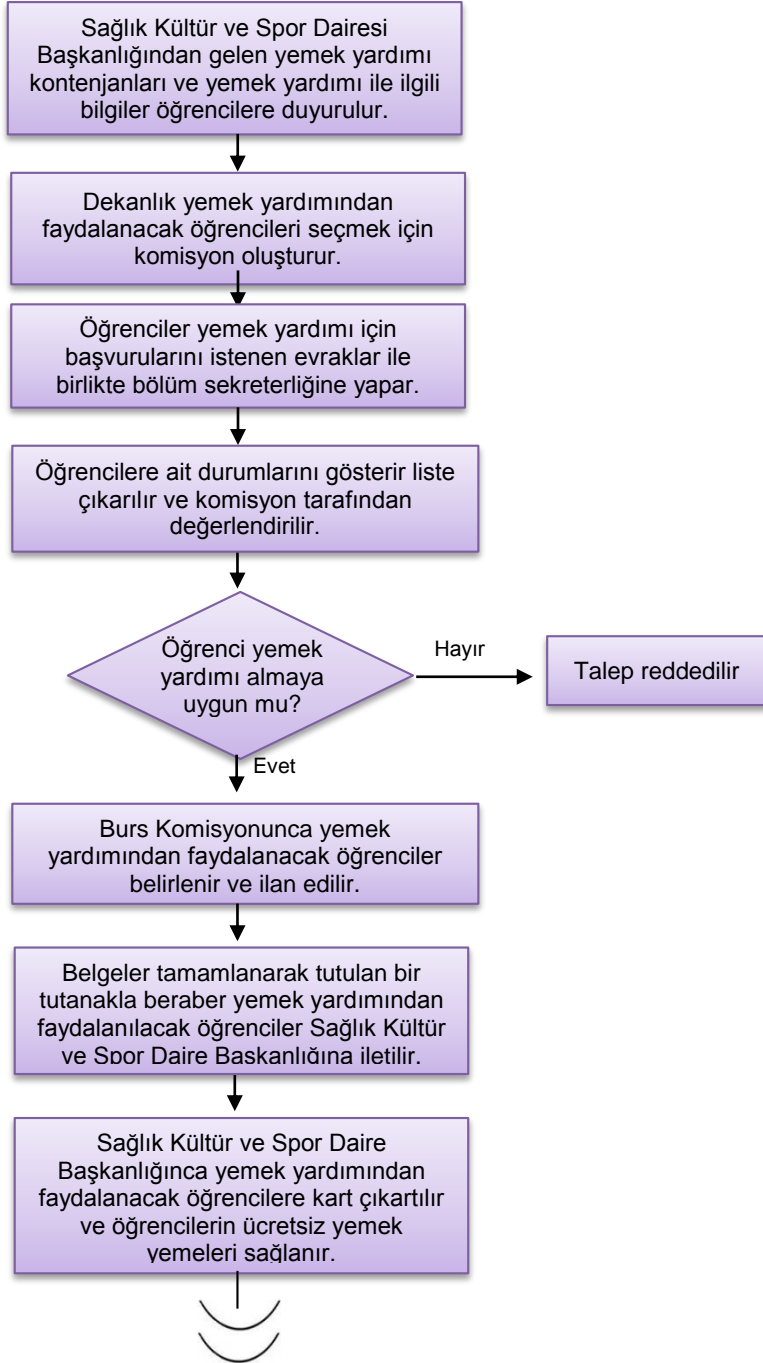 Sağlık Kültür ve Spor Dairesi
Başkanlığından gelen yemek yardımı
kontenjanları ve yemek yardımı ile ilgili
bilgiler öğrencilere duyurulur.
Dekanlık yemek yardımından
faydalanacak öğrencileri seçmek için
komisyon oluşturur.
Öğrenciler yemek yardımı için
başvurularını istenen evraklar ile
birlikte bölüm sekreterliğine yapar.
Öğrencilere ait durumlarını gösterir liste
çıkarılır ve komisyon tarafından
değerlendirilir.
Öğrenci yemek
yardımı almaya
uygun mu?
Hayır
Talep reddedilir
Evet
Burs Komisyonunca yemek
yardımından faydalanacak öğrenciler
belirlenir ve ilan edilir.
Belgeler tamamlanarak tutulan bir
tutanakla beraber yemek yardımından
faydalanılacak öğrenciler Sağlık Kültür
ve Spor Daire Başkanlığına iletilir.
Sağlık Kültür ve Spor Daire
Başkanlığınca yemek yardımından
faydalanacak öğrencilere kart çıkartılır
ve öğrencilerin ücretsiz yemek
yemeleri sağlanır.